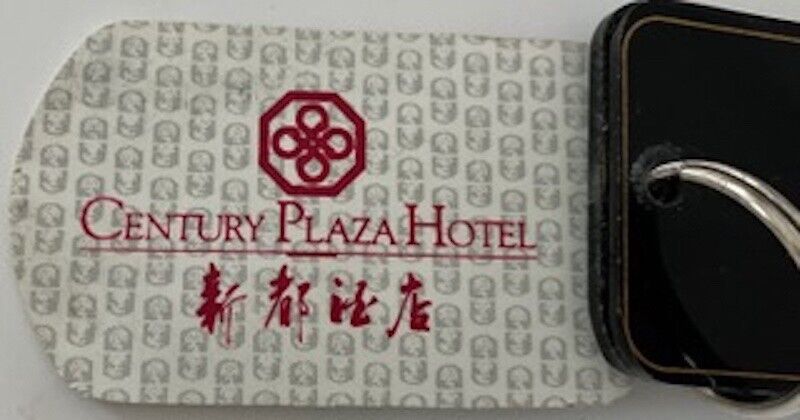 CENTURY PLAZA HOTEL
新都酒店